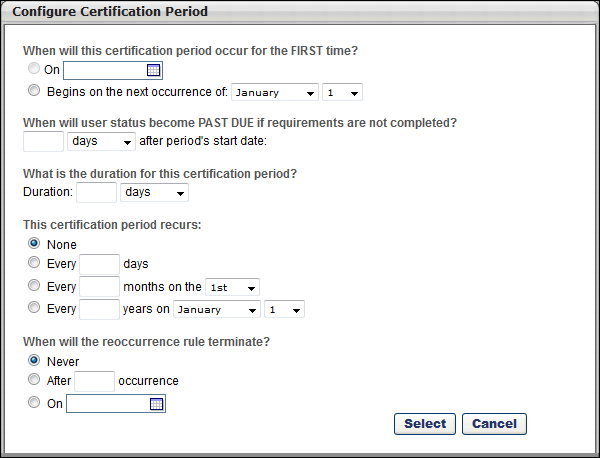 Configure Certification Period
When will this certification period occur for the FIRST time?
On
Begins on the next occurrence of: January 1
When will user status become PAST DUE if requirements are not completed?
days after period's start date:
What is the duration for this certification period?
Duration: days
This certification period recurs:
None
Every days
Every months on the 1st
Every years on January 1
When will the reoccurrence rule terminate?
Never
After occurrence
On
Select Cancel